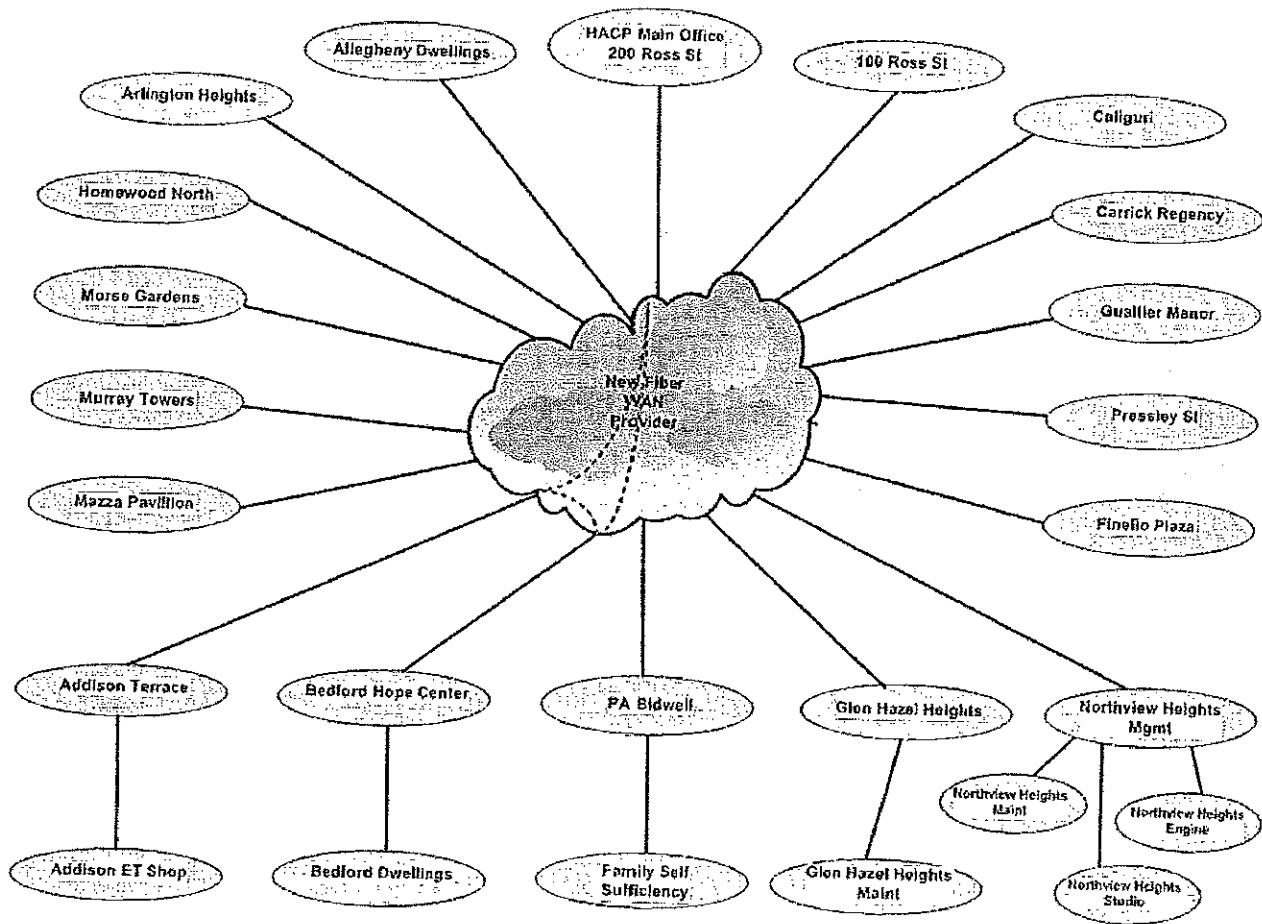 HACP Main Office
200 Ross St
Allegheny Dwellings
100 Ross St
Arlington Heights
Caliguri
Homewood North
Carrick Regency
Morse Gardens
Gualtier Manor
New Fiber
WAN
Provider
Murray Towers
Pressley St
Mazza Pavillion
Finello Plaza
Addison Terrace
Bedford Hope Center
PA Bidwell
Glen Hazel Heights
Northview Heights
Mgmt
Northview Heights
Maint
Northview Heights
Engine
Addison ET Shop
Bedford Dwellings
Family Self
Sufficiency
Glen Hazel Heights
Maint
Northview Heights
Studio